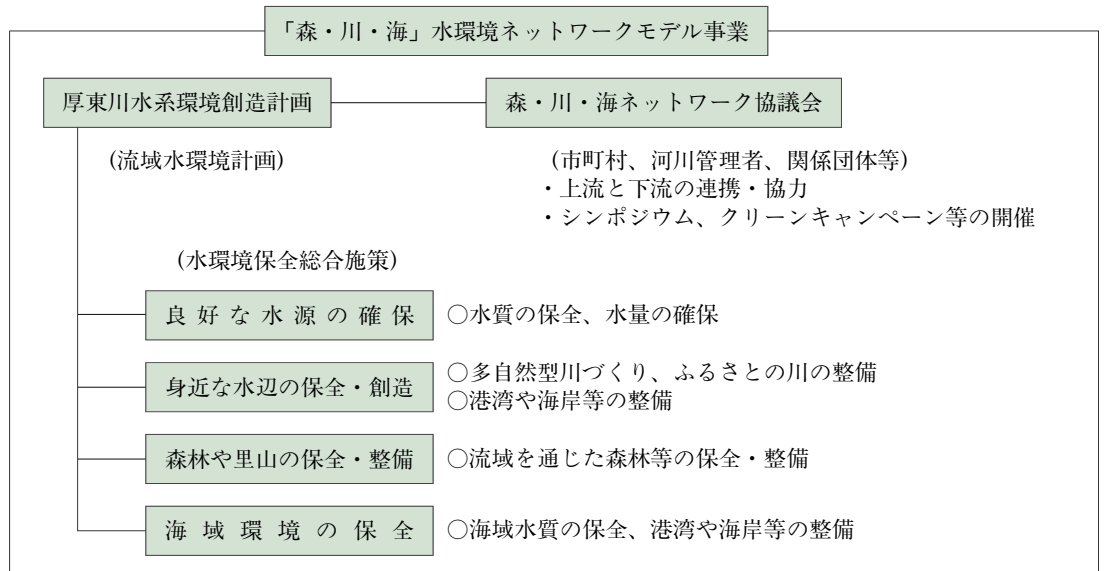 「森・川・海」水環境ネットワークモデル事業
厚東川水系環境創造計画
森・川・海ネットワーク協議会
(流域水環境計画)
(市町村、河川管理者、関係団体等)
・上流と下流の連携・協力
・シンポジウム、クリーンキャンペーン等の開催
(水環境保全総合施策)
良好な水源の確保
○水質の保全、水量の確保
身近な水辺の保全・創造
○多自然型川づくり、ふるさとの川の整備
○港湾や海岸等の整備
森林や里山の保全・整備
○流域を通じた森林等の保全・整備
海域環境の保全
○海域水質の保全、港湾や海岸等の整備